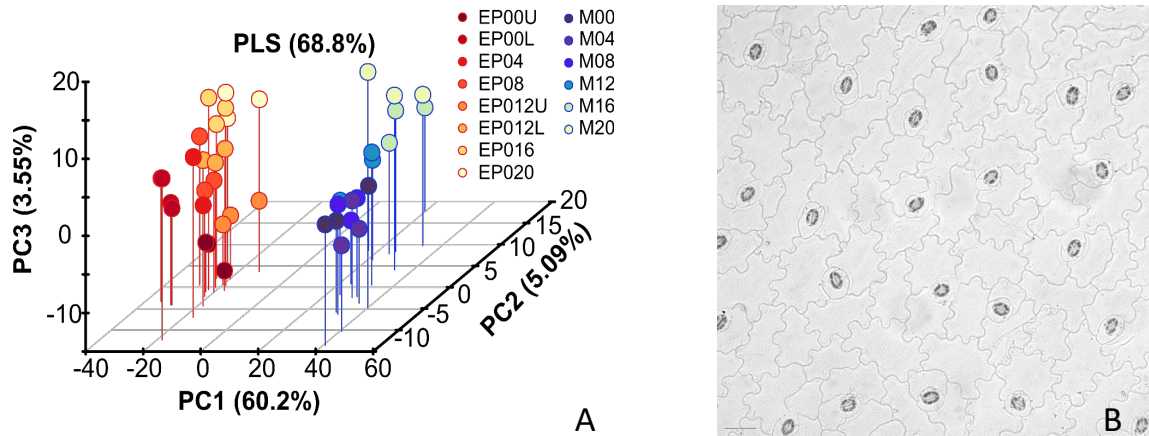 PLS (68.8%)
EP00U
EP00L
EP04
EP08
EP012U
EP012L
EP016
EP020
M00
M04
M08
M12
M16
M20
PC3 (3.55%)
20
10
0
-10
-40
-20
0
20
40
60
PC1 (60.2%)
-10
-5
0
5
10
15
20
PC2 (5.09%)
A
B